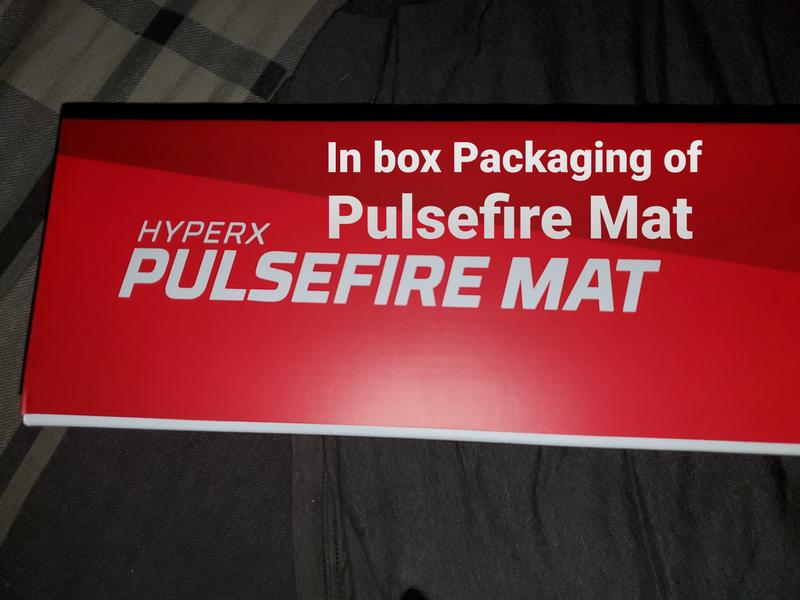 In box Packaging of
Pulsefire Mat
HYPERX
PULSEFIRE MAT